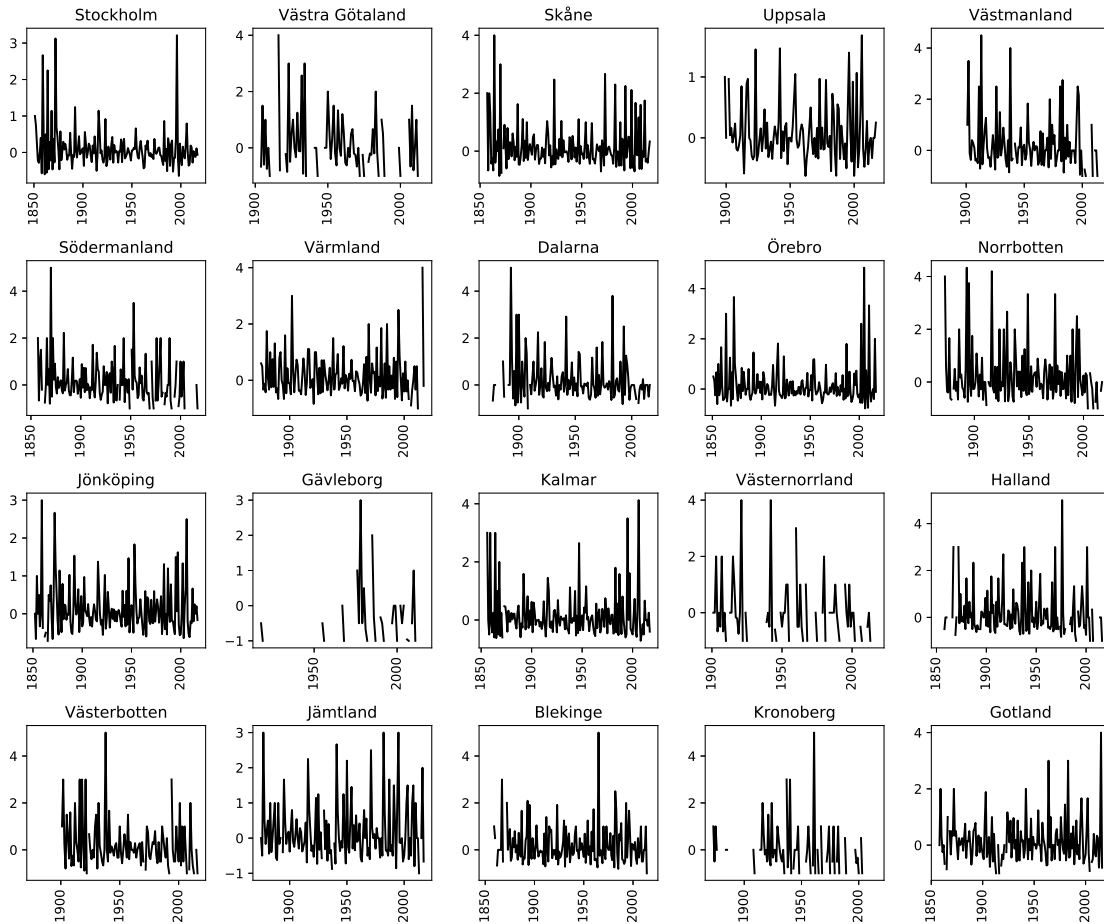 Stockholm Västra Götaland Skåne Uppsala Västmanland
3 2 1 0
4 2 0
4 2 0
1 0
4 2 0
1850 1900 1950 2000
1900 1950 2000
1850 1900 1950 2000
1900 1950 2000
1900 1950 2000
Södermanland Värmland Dalarna Örebro Norrbotten
4 2 0
4 2 0
4 2 0
4 2 0
4 2 0
1850 1900 1950 2000
1900 1950 2000
1900 1950 2000
1850 1900 1950 2000
1900 1950 2000
Jönköping Gävleborg Kalmar Västernorrland Halland
3 2 1 0
3 2 1 0 −1
4 2 0
4 2 0
4 2 0
1850 1900 1950 2000
1950 2000
1850 1900 1950 2000
1900 1950 2000
1850 1900 1950 2000
Västerbotten Jämtland Blekinge Kronoberg Gotland
4 2 0
3 2 1 0 −1
4 2 0
4 2 0
4 2 0
1900 1950 2000
1900 1950 2000
1850 1900 1950 2000
1900 1950 2000
1850 1900 1950 2000